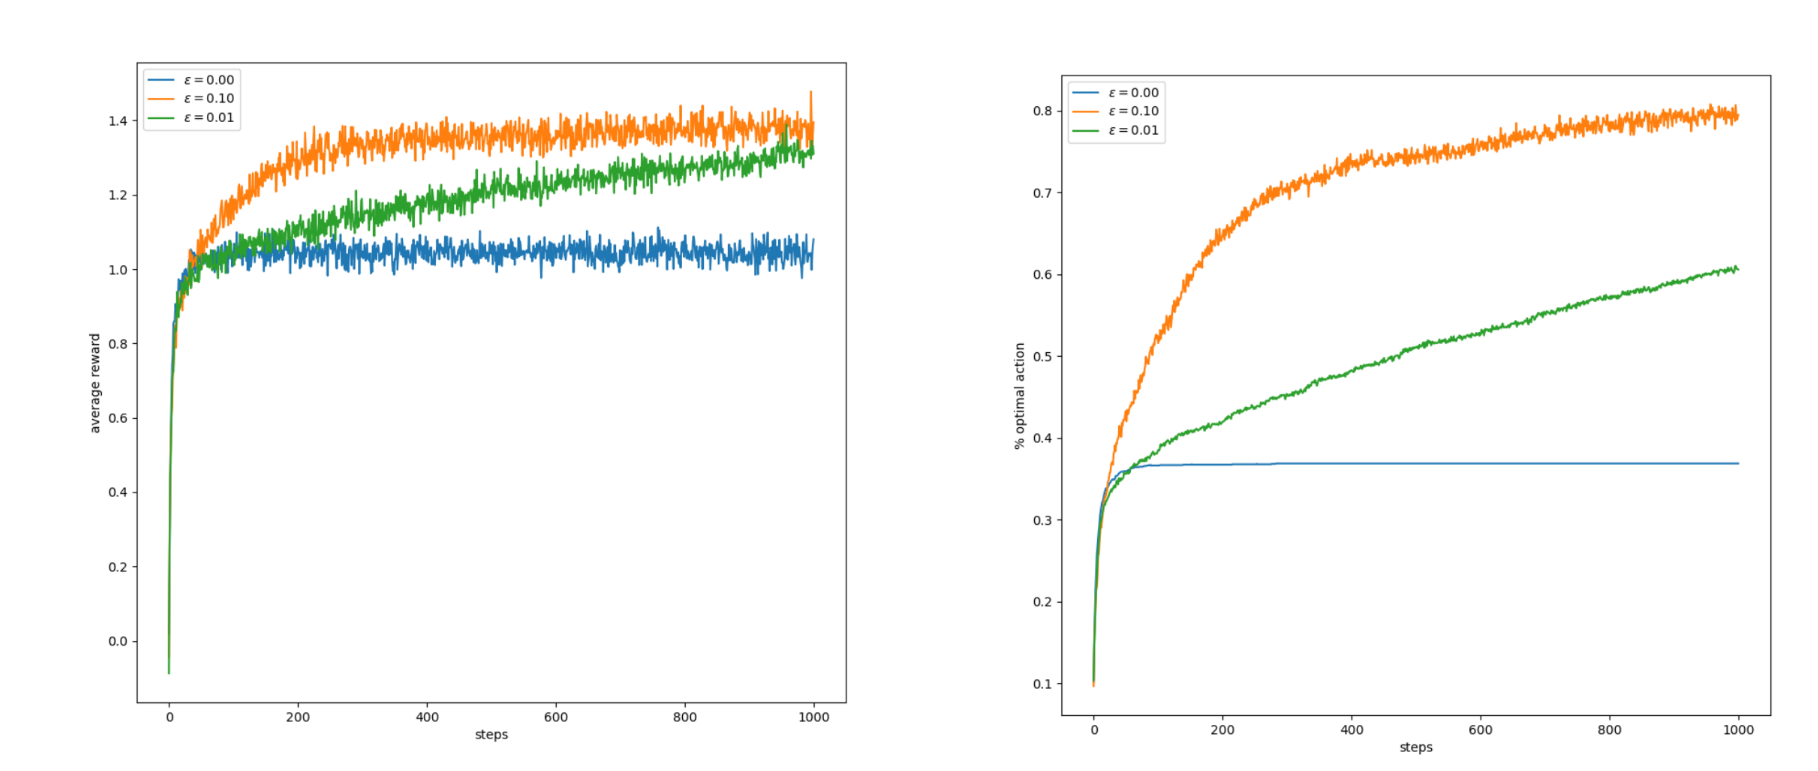 ε = 0.00
ε = 0.10
ε = 0.01
1.4
1.2
1.0
0.8
0.6
0.4
0.2
0.0
average reward
0 200 400 600 800 1000
steps
ε = 0.00
ε = 0.10
ε = 0.01
0.8
0.7
0.6
0.5
0.4
0.3
0.2
0.1
% optimal action
0 200 400 600 800 1000
steps